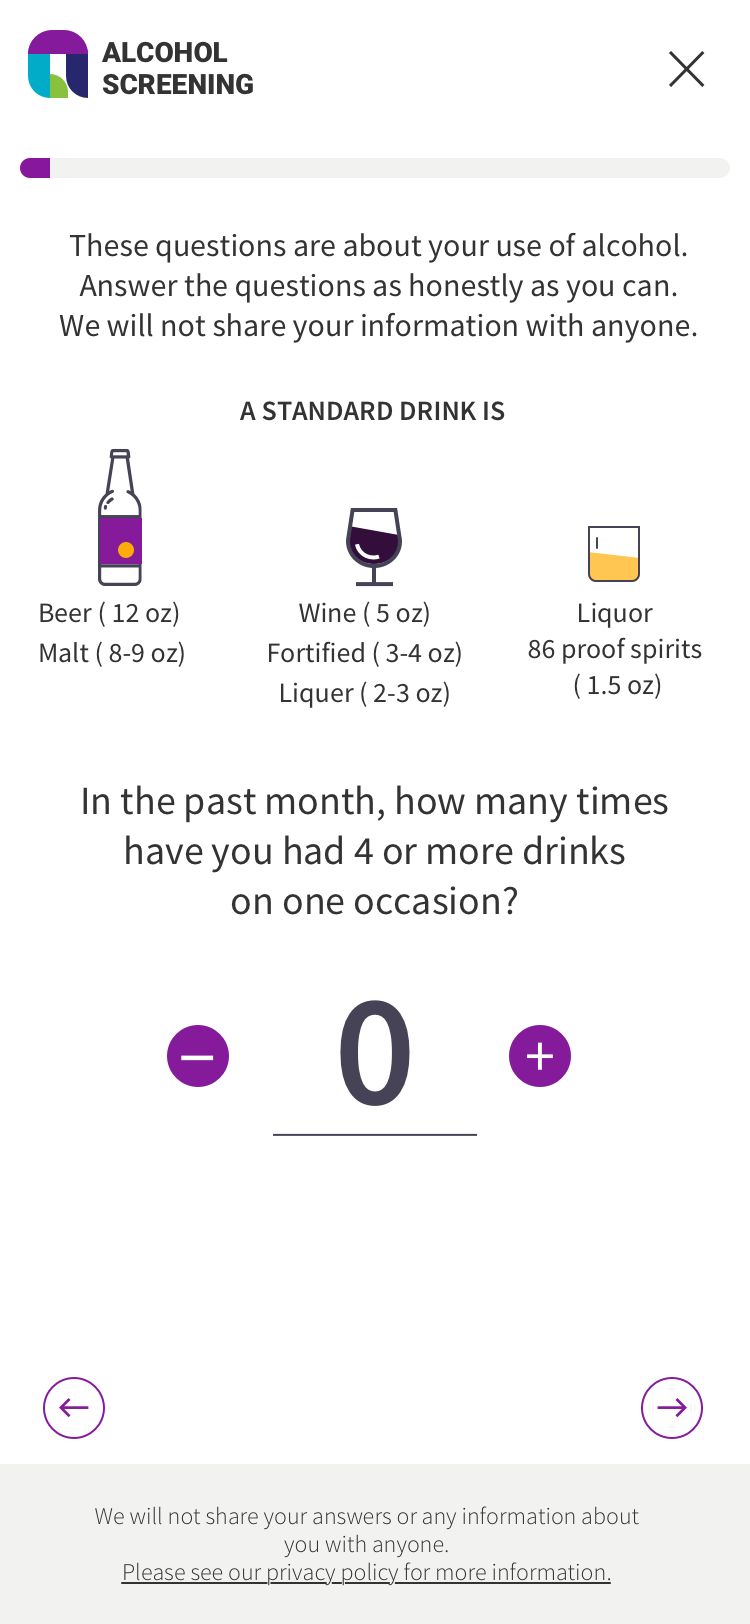 ALCOHOL
SCREENING
These questions are about your use of alcohol.
Answer the questions as honestly as you can.
We will not share your information with anyone.
A STANDARD DRINK IS
Beer ( 12 oz)
Malt ( 8-9 oz)
Wine ( 5 oz)
Fortified ( 3-4 oz)
Liquer ( 2-3 oz)
Liquor
86 proof spirits
( 1.5 oz)
In the past month, how many times
have you had 4 or more drinks
on one occasion?
0
We will not share your answers or any information about
you with anyone.
Please see our privacy policy for more information.